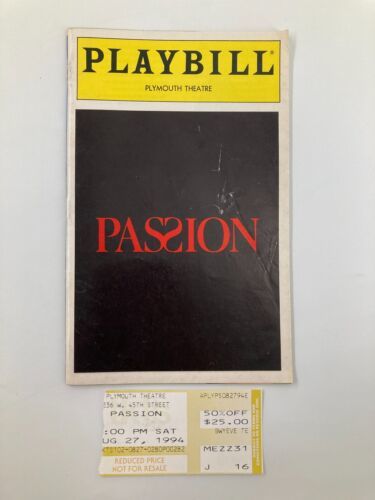 PLAYBILL®
PLYMOUTH THEATRE
PASSION
PLYMOUTH THEATRE
236 W. 45TH STREET
PASSION
:00 PM SAT
UG 27, 1994
REDUCED PRICE
NOT FOR RESALE
APLYPS082794E
50%OFF
$25.00
MEZZ31
J 16